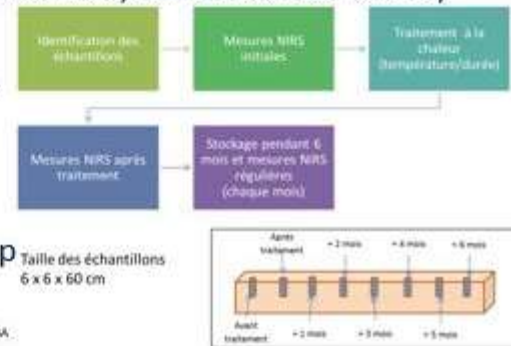 Identification des
échantillons
Mesures NIRS
initiales
Traitement à la
chaleur
(température/durée)
Mesures NIRS après
traitement
Stockage pendant 6
mois et mesures NIRS
régulières
(chaque mois)
p
Taille des échantillons
6 x 6 x 60 cm
Après
traitement
+ 2 mois
+ 4 mois
+ 6 mois
Avant
traitement
+ 1 mois
+ 3 mois
+ 5 mois